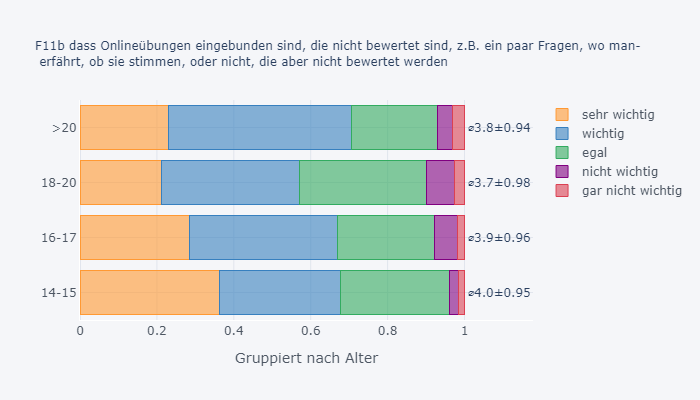 F11b dass Onlineübungen eingebunden sind, die nicht bewertet sind, z.B. ein paar Fragen, wo man-
erfährt, ob sie stimmen, oder nicht, die aber nicht bewertet werden
sehr wichtig
wichtig
egal
nicht wichtig
gar nicht wichtig
>20 ⌀3.8±0.94
18-20 ⌀3.7±0.98
16-17 ⌀3.9±0.96
14-15 ⌀4.0±0.95
0 0.2 0.4 0.6 0.8 1
Gruppiert nach Alter